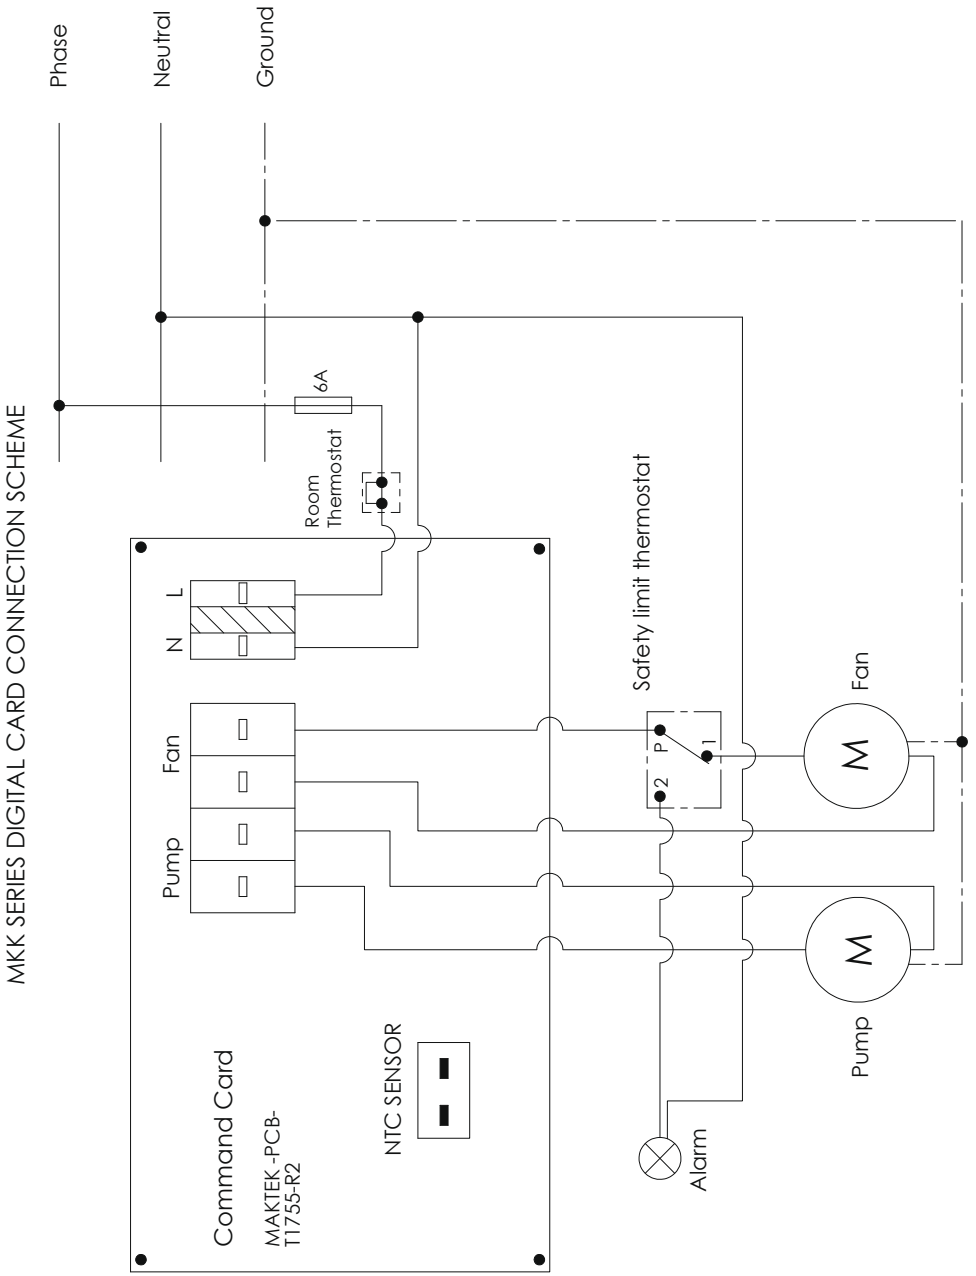 MKK SERIES DIGITAL CARD CONNECTION SCHEME
Phase
Neutral
Ground
6A
Room
Thermostat
L
N
Fan
Pump
Command Card
MAKTEK -PCB-
T1755-R2
NTC SENSOR
Safety limit thermostat
P
1
2
Fan
M
Pump
M
Alarm